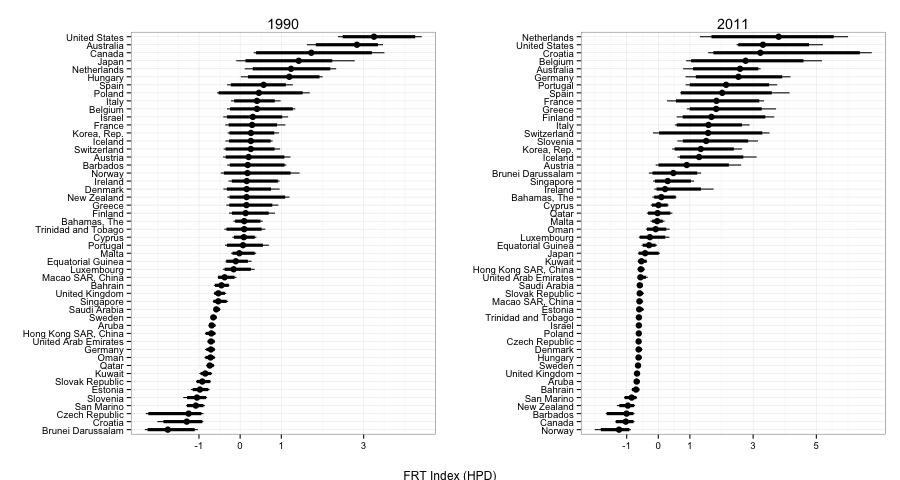 1990
United States
Australia
Canada
Japan
Netherlands
Hungary
Spain
Poland
Italy
Belgium
Israel
France
Korea, Rep.
Iceland
Switzerland
Austria
Barbados
Norway
Ireland
Denmark
New Zealand
Greece
Finland
Bahamas, The
Trinidad and Tobago
Cyprus
Portugal
Malta
Equatorial Guinea
Luxembourg
Macao SAR, China
Bahrain
United Kingdom
Singapore
Saudi Arabia
Sweden
Aruba
Hong Kong SAR, China
United Arab Emirates
Germany
Oman
Qatar
Kuwait
Slovak Republic
Estonia
Slovenia
San Marino
Czech Republic
Croatia
Brunei Darussalam
-1 0 1 3
2011
Netherlands
United States
Croatia
Belgium
Australia
Germany
Portugal
Spain
France
Greece
Finland
Italy
Switzerland
Slovenia
Korea, Rep.
Iceland
Austria
Brunei Darussalam
Singapore
Ireland
Bahamas, The
Cyprus
Qatar
Malta
Oman
Luxembourg
Equatorial Guinea
Japan
Kuwait
Hong Kong SAR, China
United Arab Emirates
Saudi Arabia
Slovak Republic
Macao SAR, China
Estonia
Trinidad and Tobago
Israel
Poland
Czech Republic
Denmark
Hungary
Sweden
United Kingdom
Aruba
Bahrain
San Marino
New Zealand
Barbados
Canada
Norway
-1 0 1 3 5
FRT Index (HPD)